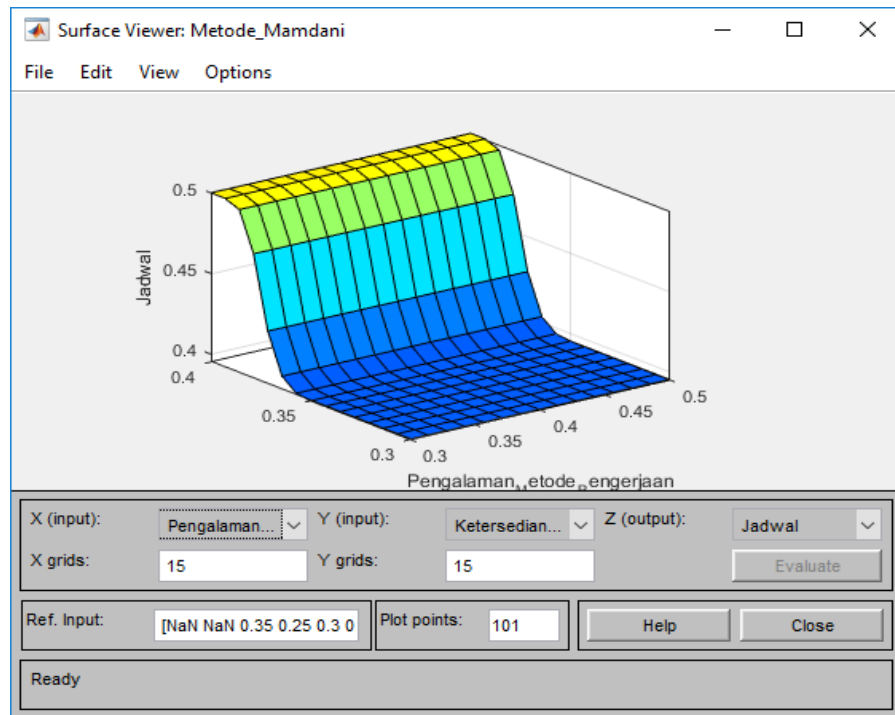 Surface Viewer: Metode_Mamdani
File Edit View Options
0.5
0.45
0.4
Jadwal
0.4
0.35
0.3
0.3
0.35
0.4
0.45
0.5
Pengalaman_Metode_Pengerjaan
X (input): Pengalaman... Y (input): Ketersedian... Z (output): Jadwal
X grids: 15 Y grids: 15 Evaluate
Ref. Input: [NaN NaN 0.35 0.25 0.3 0 Plot points: 101 Help Close
Ready